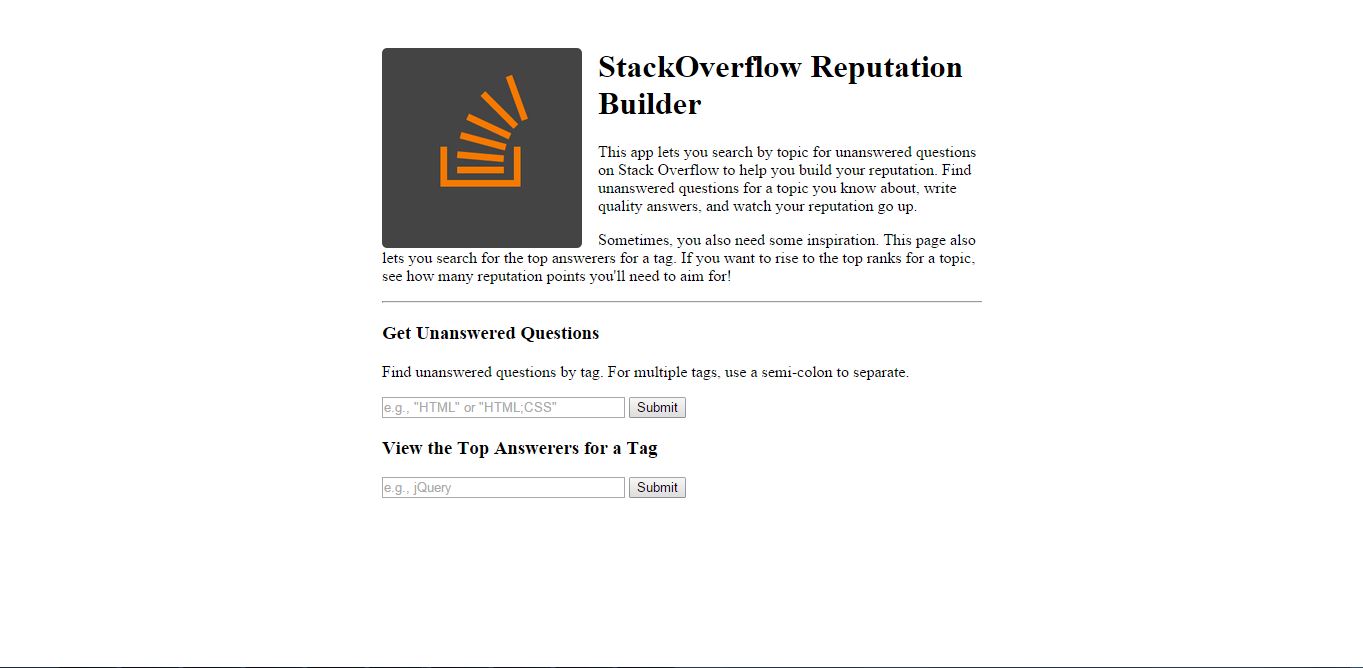 StackOverflow Reputation
Builder
This app lets you search by topic for unanswered questions
on Stack Overflow to help you build your reputation. Find
unanswered questions for a topic you know about, write
quality answers, and watch your reputation go up.
Sometimes, you also need some inspiration. This page also
lets you search for the top answerers for a tag. If you want to rise to the top ranks for a topic,
see how many reputation points you'll need to aim for!
Get Unanswered Questions
Find unanswered questions by tag. For multiple tags, use a semi-colon to separate.
e.g., "HTML" or "HTML;CSS" Submit
View the Top Answerers for a Tag
e.g., jQuery Submit